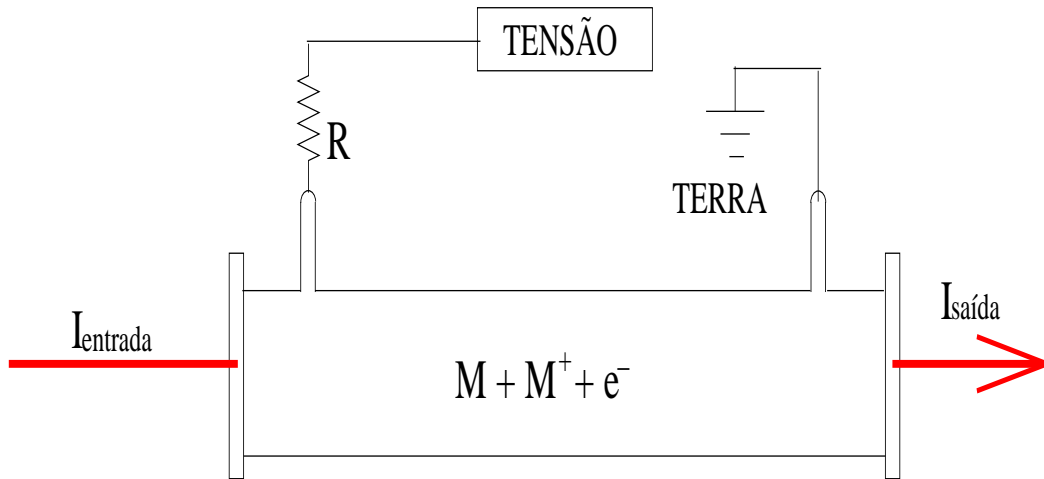 TENSÃO
R
TERRA
Ientrada
Isaída
M + M⁺ + e⁻